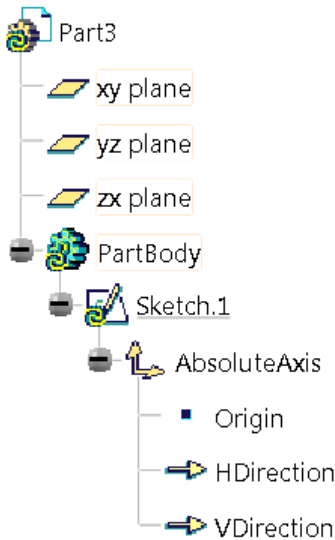 Part3
xy plane
yz plane
zx plane
PartBody
Sketch.1
AbsoluteAxis
Origin
HDirection
VDirection